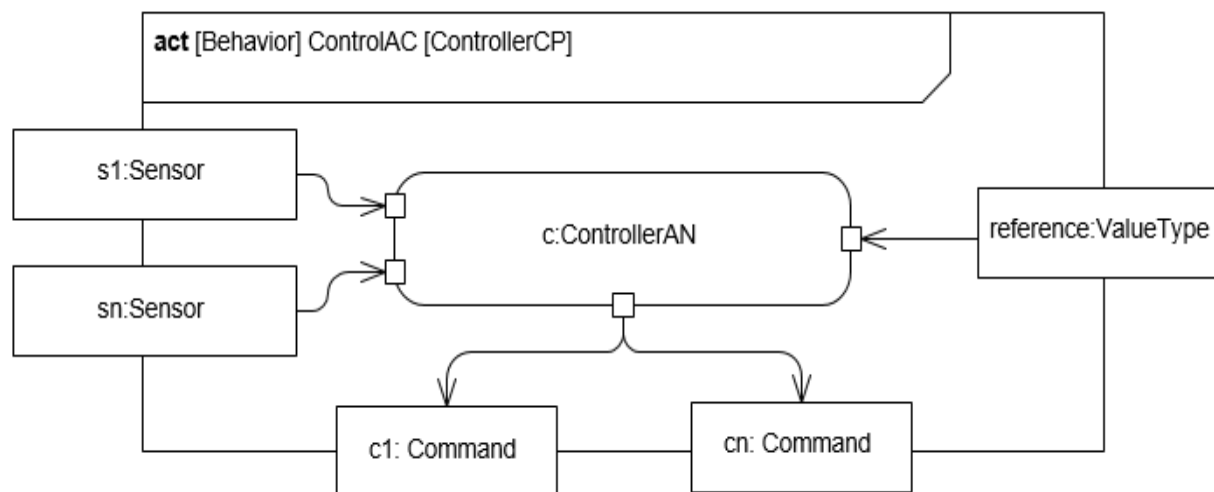 act [Behavior] ControlAC [ControllerCP]
s1:Sensor
c:ControllerAN
reference:ValueType
sn:Sensor
c1: Command
cn: Command